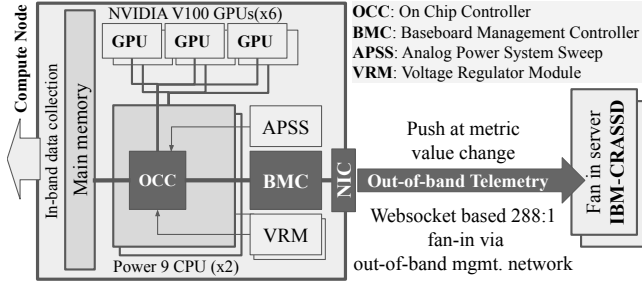 NVIDIA V100 GPUs(x6)
GPU GPU GPU
Compute Node
In-band data collection
Main memory
OCC
APSS
BMC
VRM
NIC
Power 9 CPU (x2)
OCC: On Chip Controller
BMC: Baseboard Management Controller
APSS: Analog Power System Sweep
VRM: Voltage Regulator Module
Push at metric
value change
Out-of-band Telemetry
Websocket based 288:1
fan-in via
out-of-band mgmt. network
Fan in server
IBM-CRASSD